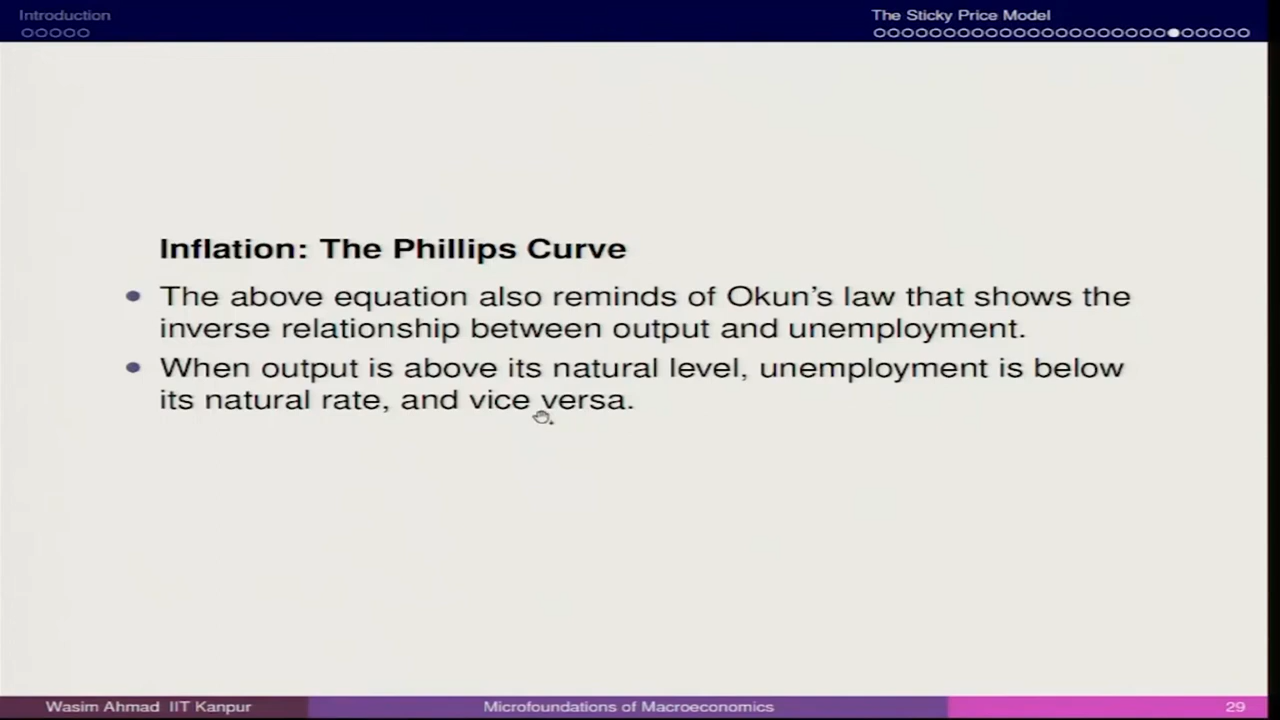 Introduction
The Sticky Price Model
Inflation: The Phillips Curve
The above equation also reminds of Okun's law that shows the
inverse relationship between output and unemployment.
When output is above its natural level, unemployment is below
its natural rate, and vice versa.
Wasim Ahmad IIT Kanpur
Microfoundations of Macroeconomics
29